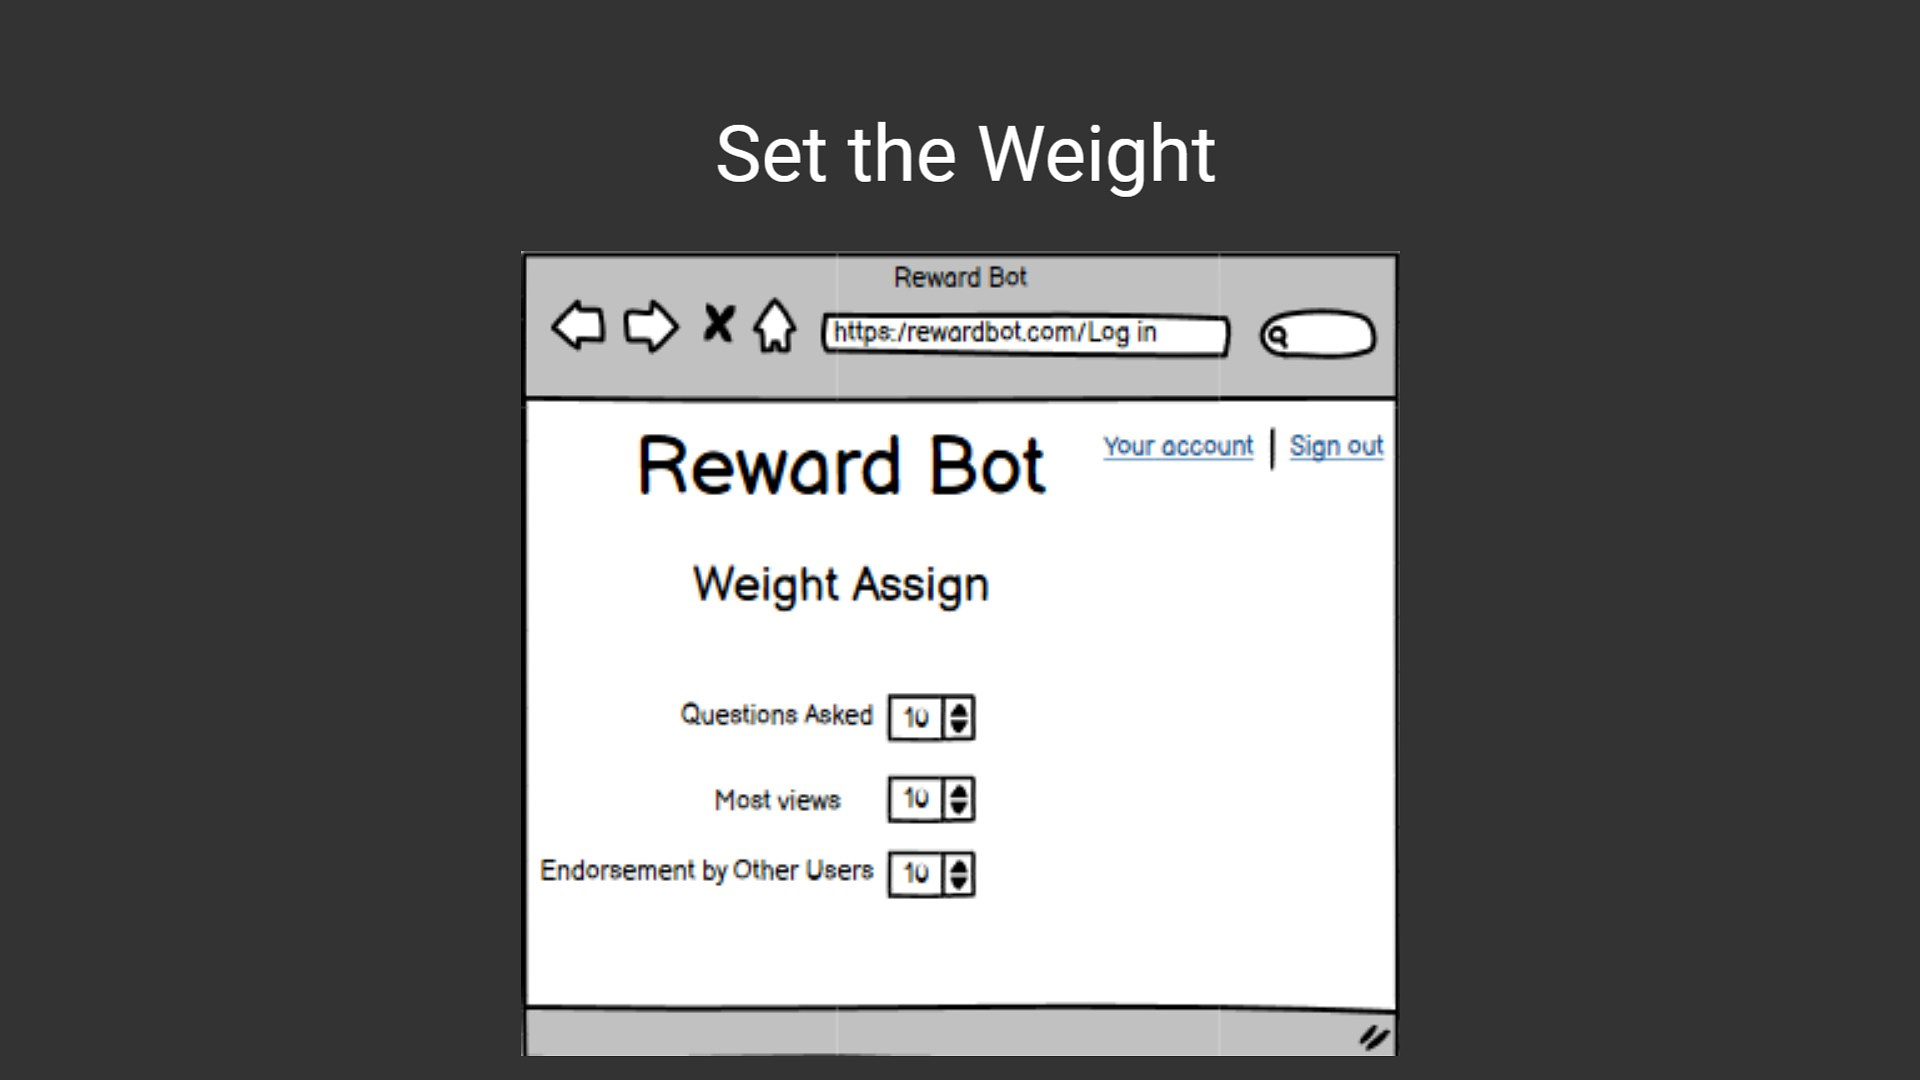 Set the Weight
Reward Bot
https:/rewardbot.com/Log in
Reward Bot
Your account | Sign out
Weight Assign
Questions Asked 10
Most views 10
Endorsement by Other Users 10